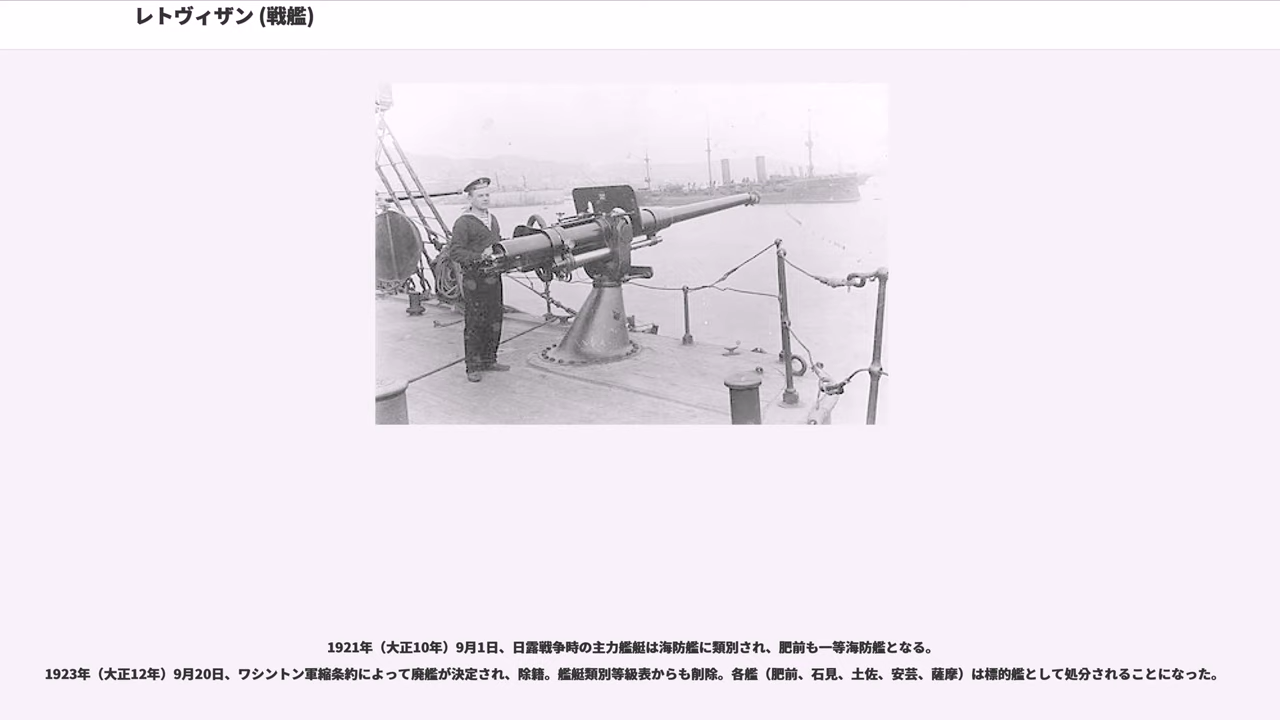 レトヴィザン (戦艦)
1921年（大正10年）9月1日、日露戦争時の主力艦艇は海防艦に類別され、肥前も一等海防艦となる。
1923年（大正12年）9月20日、ワシントン軍縮条約によって廃艦が決定され、除籍。艦艇類別等級表からも削除。各艦（肥前、石見、土佐、安芸、薩摩）は標的艦として処分されることになった。